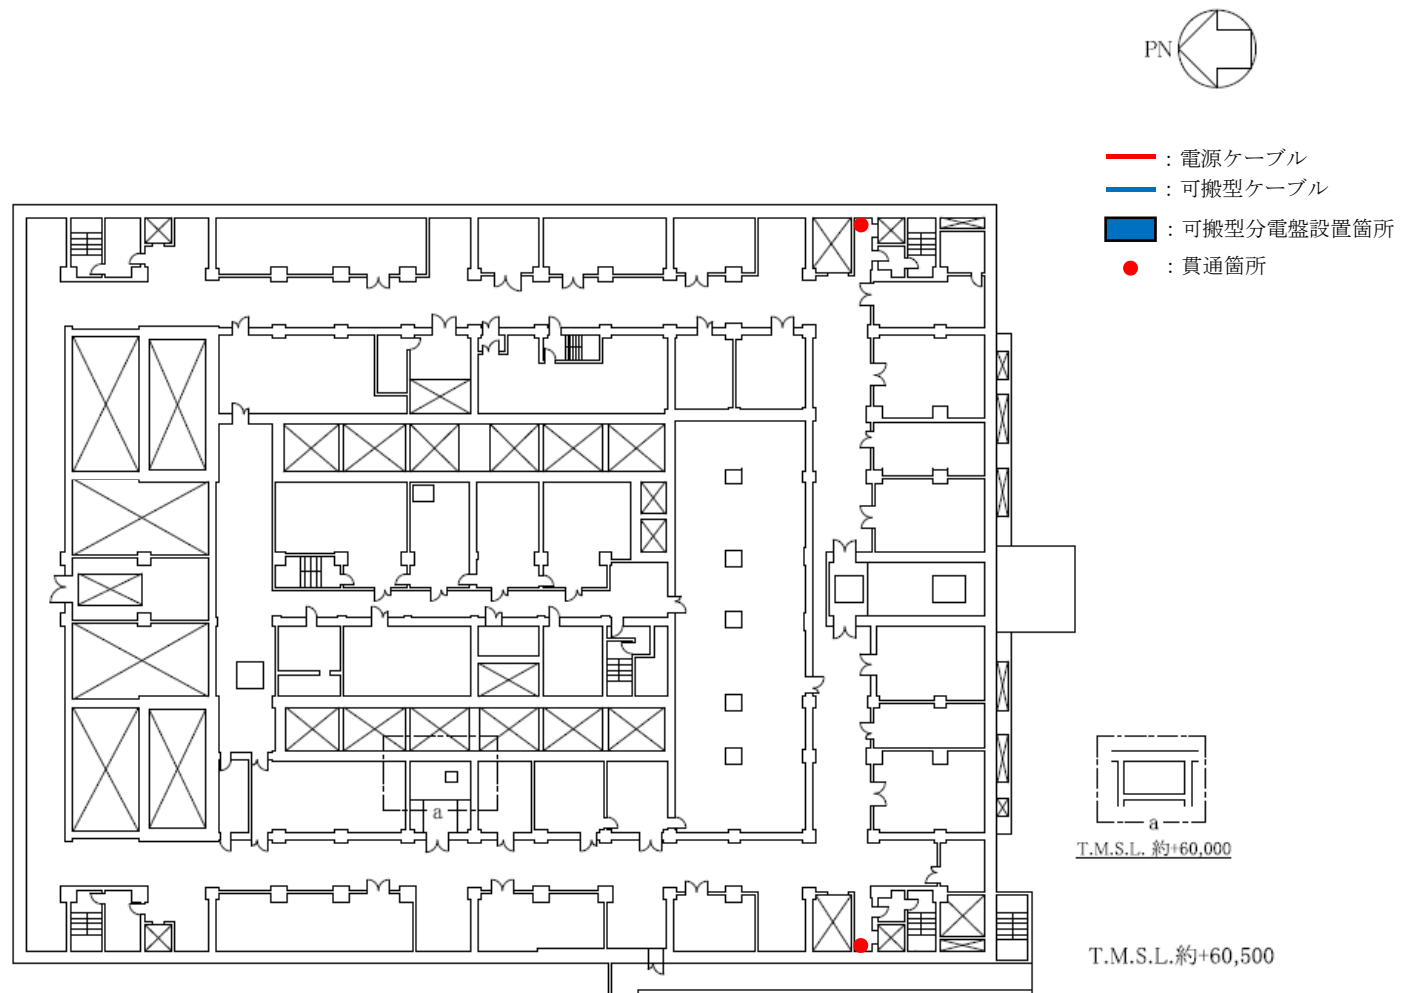 PN
：電源ケーブル
：可搬型ケーブル
：可搬型分電盤設置箇所
：貫通箇所
a
a
T.M.S.L. 約+60,000
T.M.S.L.約+60,500